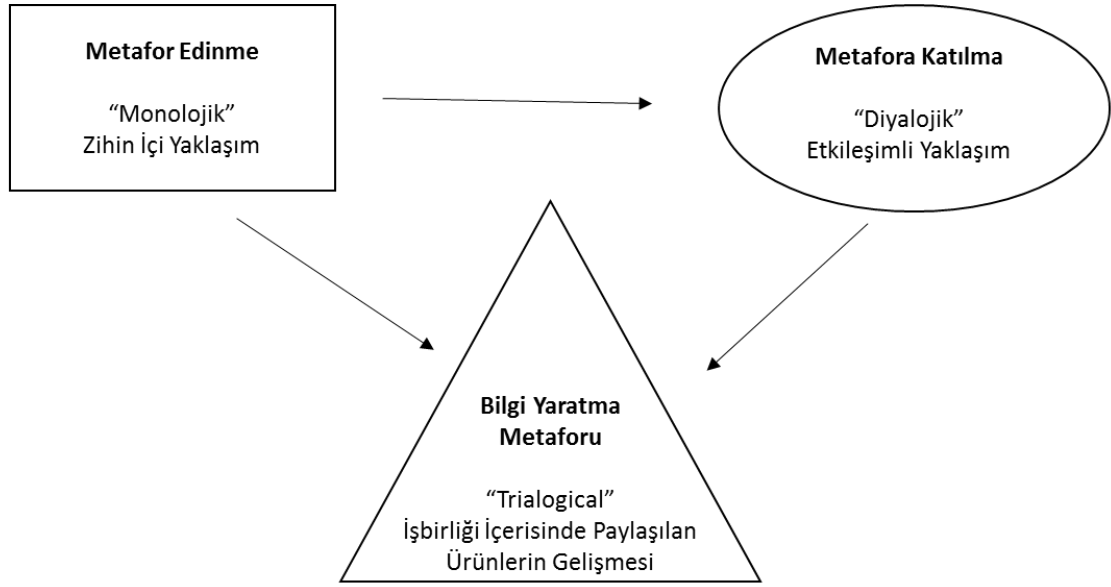 Metafor Edinme
“Monolojik”
Zihin İçi Yaklaşım
Metafora Katılma
“Diyalojik”
Etkileşimli Yaklaşım
Bilgi Yaratma
Metaforu
“Trialogical”
İşbirliği İçerisinde Paylaşılan
Ürünlerin Gelişmesi